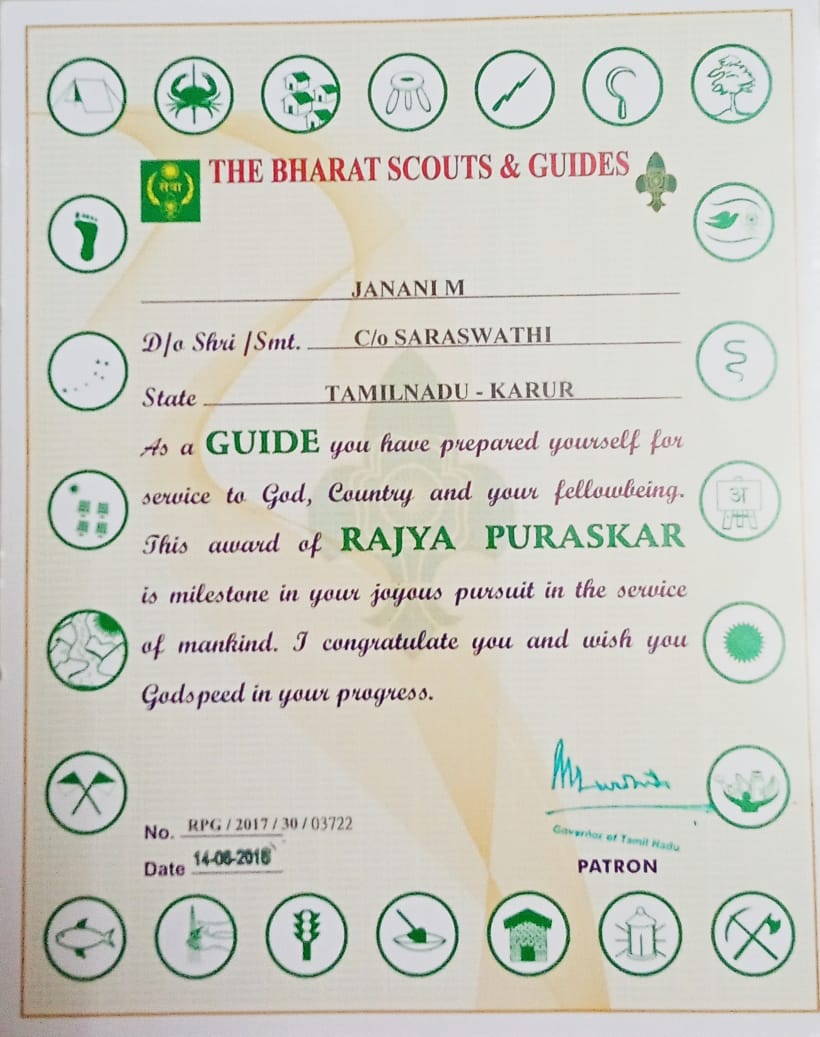 THE BHARAT SCOUTS & GUIDES
सेवा
JANANI M
D/o Shri /Smt. C/o SARASWATHI
State TAMILNADU - KARUR
As a GUIDE you have prepared yourself for
service to God, Country and your fellowbeing.
This award of RAJYA PURASKAR
is milestone in your joyous pursuit in the service
of mankind. I congratulate you and wish you
Godspeed in your progress.
अ
No. RPG / 2017 / 30 / 03722
Date
Governor of Tamil Nadu
PATRON